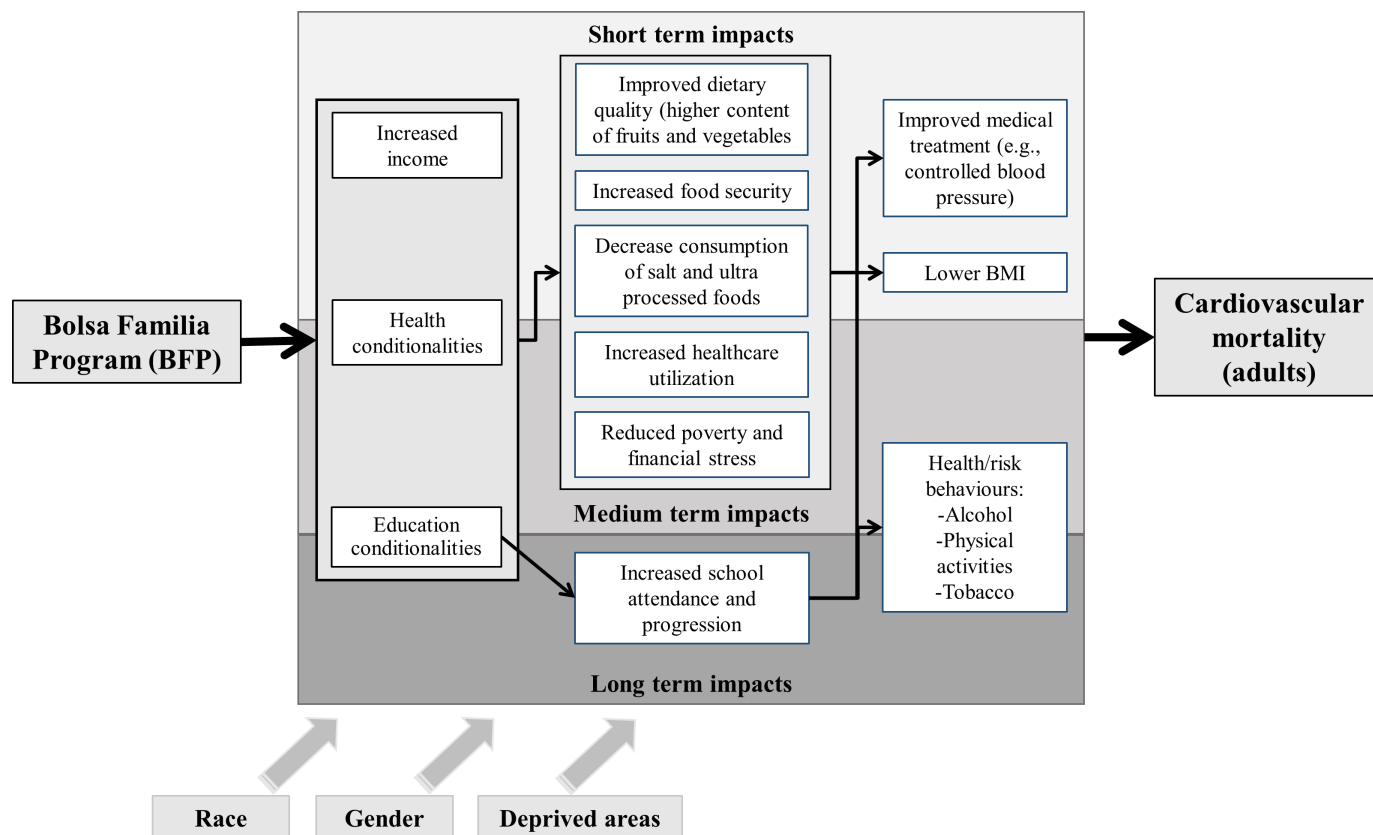 Short term impacts
Bolsa Familia
Program (BFP)
Increased
income
Health
conditionalities
Education
conditionalities
Improved dietary
quality (higher content
of fruits and vegetables
Increased food security
Decrease consumption
of salt and ultra
processed foods
Increased healthcare
utilization
Reduced poverty and
financial stress
Medium term impacts
Increased school
attendance and
progression
Long term impacts
Improved medical
treatment (e.g.,
controlled blood
pressure)
Lower BMI
Health/risk
behaviours:
-Alcohol
-Physical
activities
-Tobacco
Cardiovascular
mortality
(adults)
Race
Gender
Deprived areas